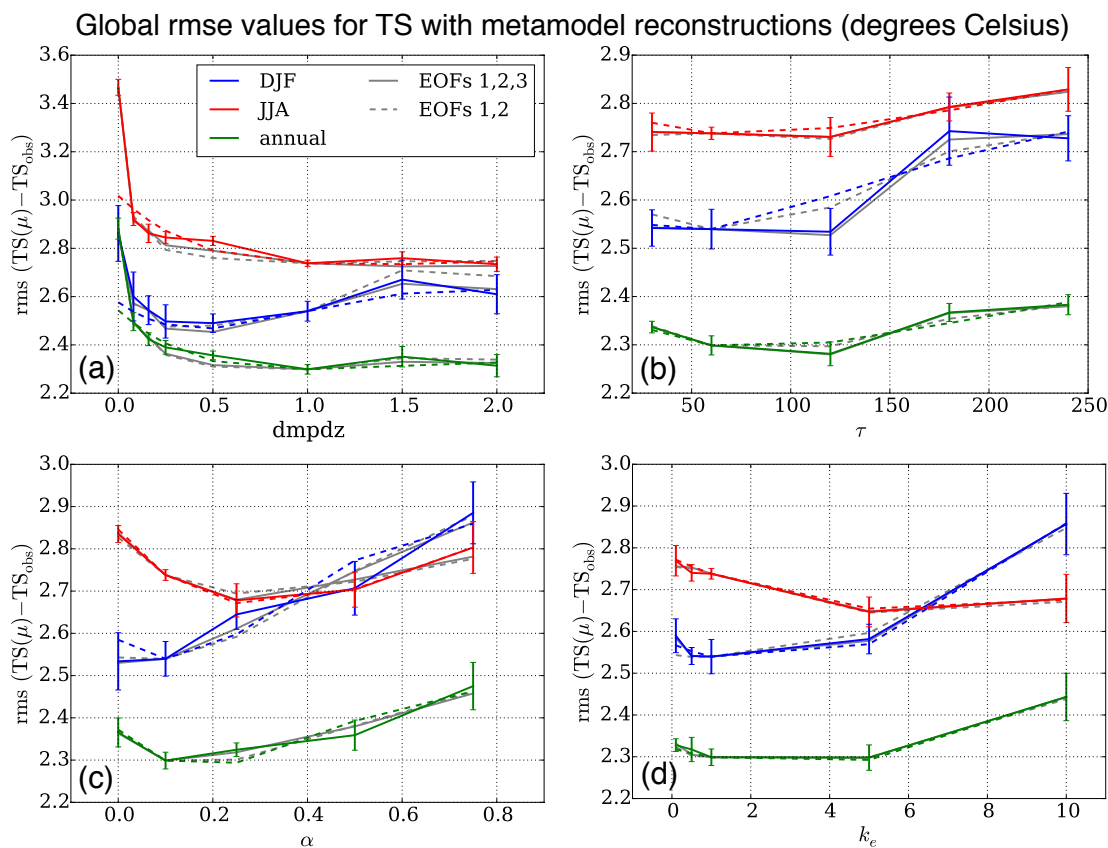 Global rmse values for TS with metamodel reconstructions (degrees Celsius)
3.6
3.4
3.2
3.0
2.8
2.6
2.4
2.2
rms (TS(μ)−TS_obs)
DJF
JJA
annual
EOFs 1,2,3
EOFs 1,2
(a)
0.0 0.5 1.0 1.5 2.0
dmpdz
2.9
2.8
2.7
2.6
2.5
2.4
2.3
2.2
rms (TS(μ)−TS_obs)
(b)
50 100 150 200 250
τ
3.0
2.9
2.8
2.7
2.6
2.5
2.4
2.3
2.2
rms (TS(μ)−TS_obs)
(c)
0.0 0.2 0.4 0.6 0.8
α
3.0
2.9
2.8
2.7
2.6
2.5
2.4
2.3
2.2
rms (TS(μ)−TS_obs)
(d)
0 2 4 6 8 10
k_e